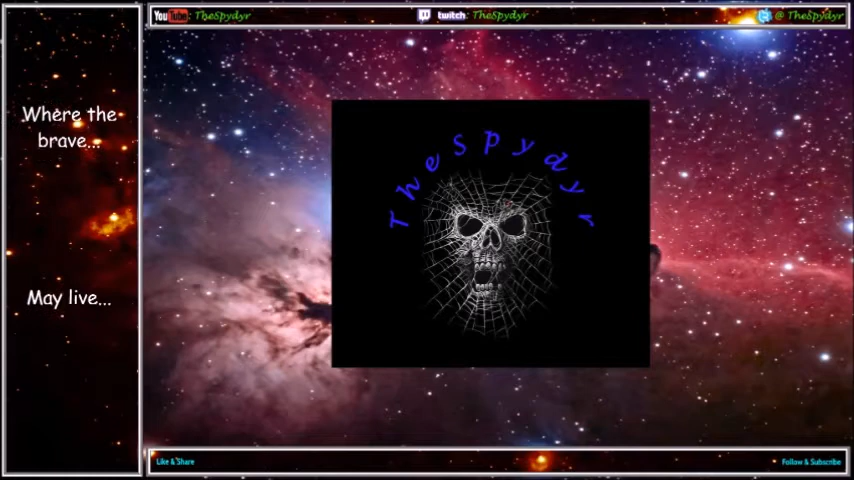 YouTube: TheSpydyr
twitch: TheSpydyr
@ TheSpydyr
Where the
brave...
May live...
TheSpydyr
Like & Share
Follow & Subscribe